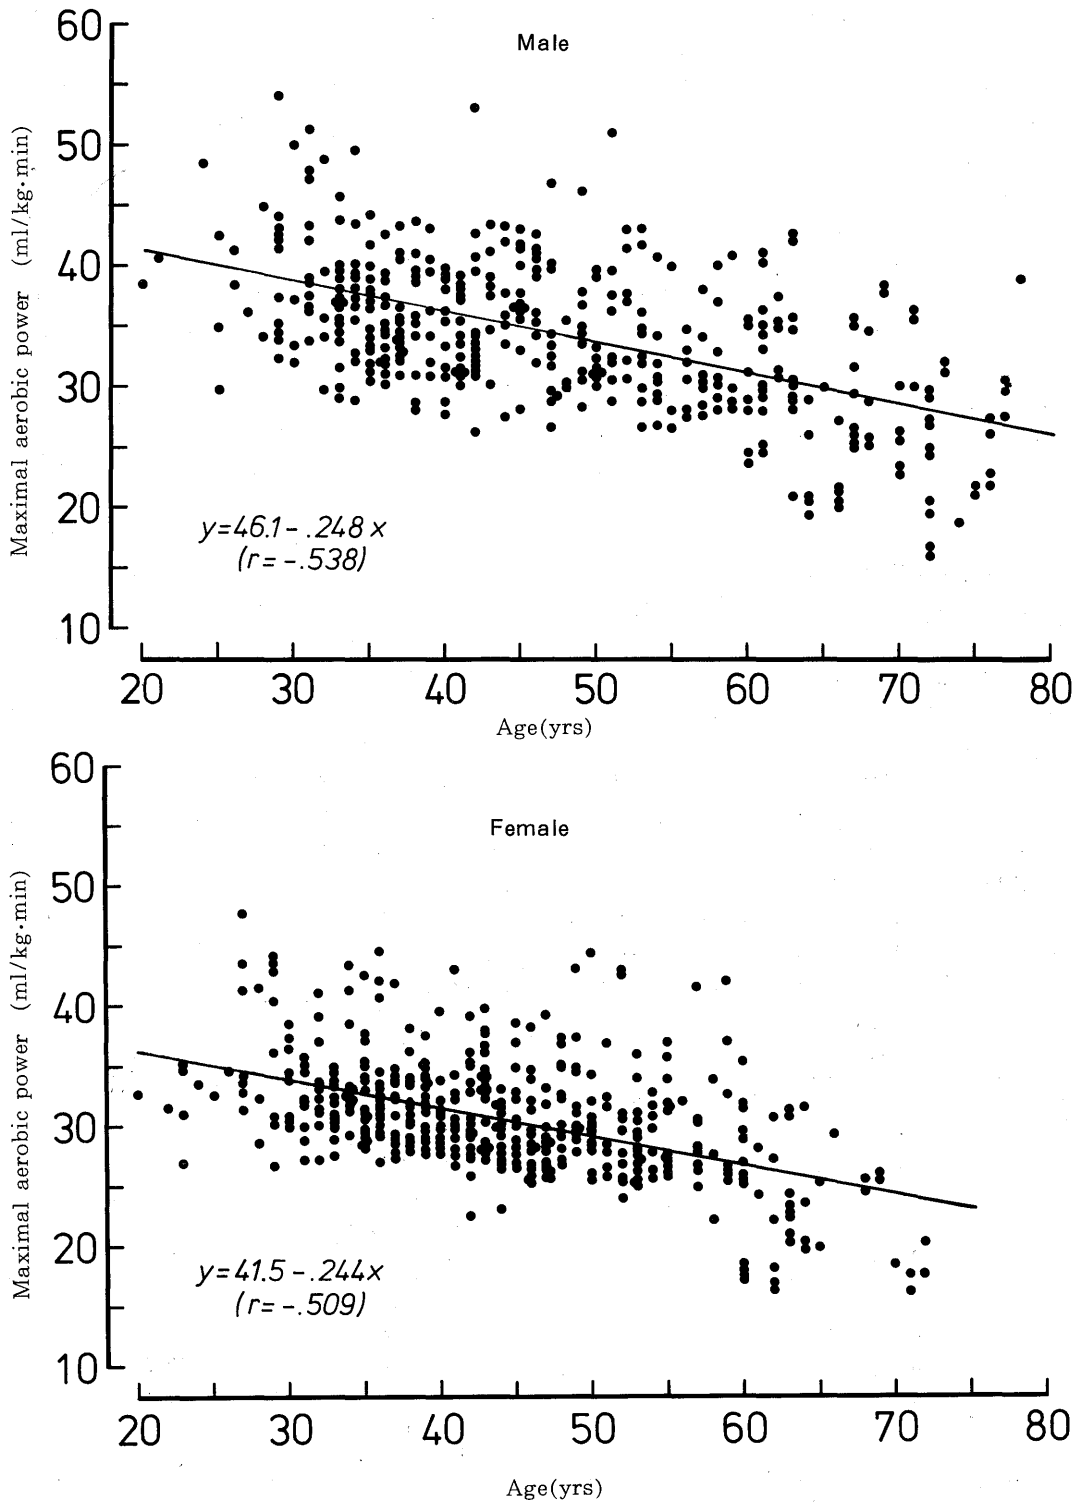 Male
Maximal aerobic power (ml/kg·min)
60
50
40
30
20
10
y=46.1-.248x
(r=-.538)
20 30 40 50 60 70 80
Age(yrs)
Female
Maximal aerobic power (ml/kg·min)
60
50
40
30
20
10
y=41.5-.244x
(r=-.509)
20 30 40 50 60 70 80
Age(yrs)